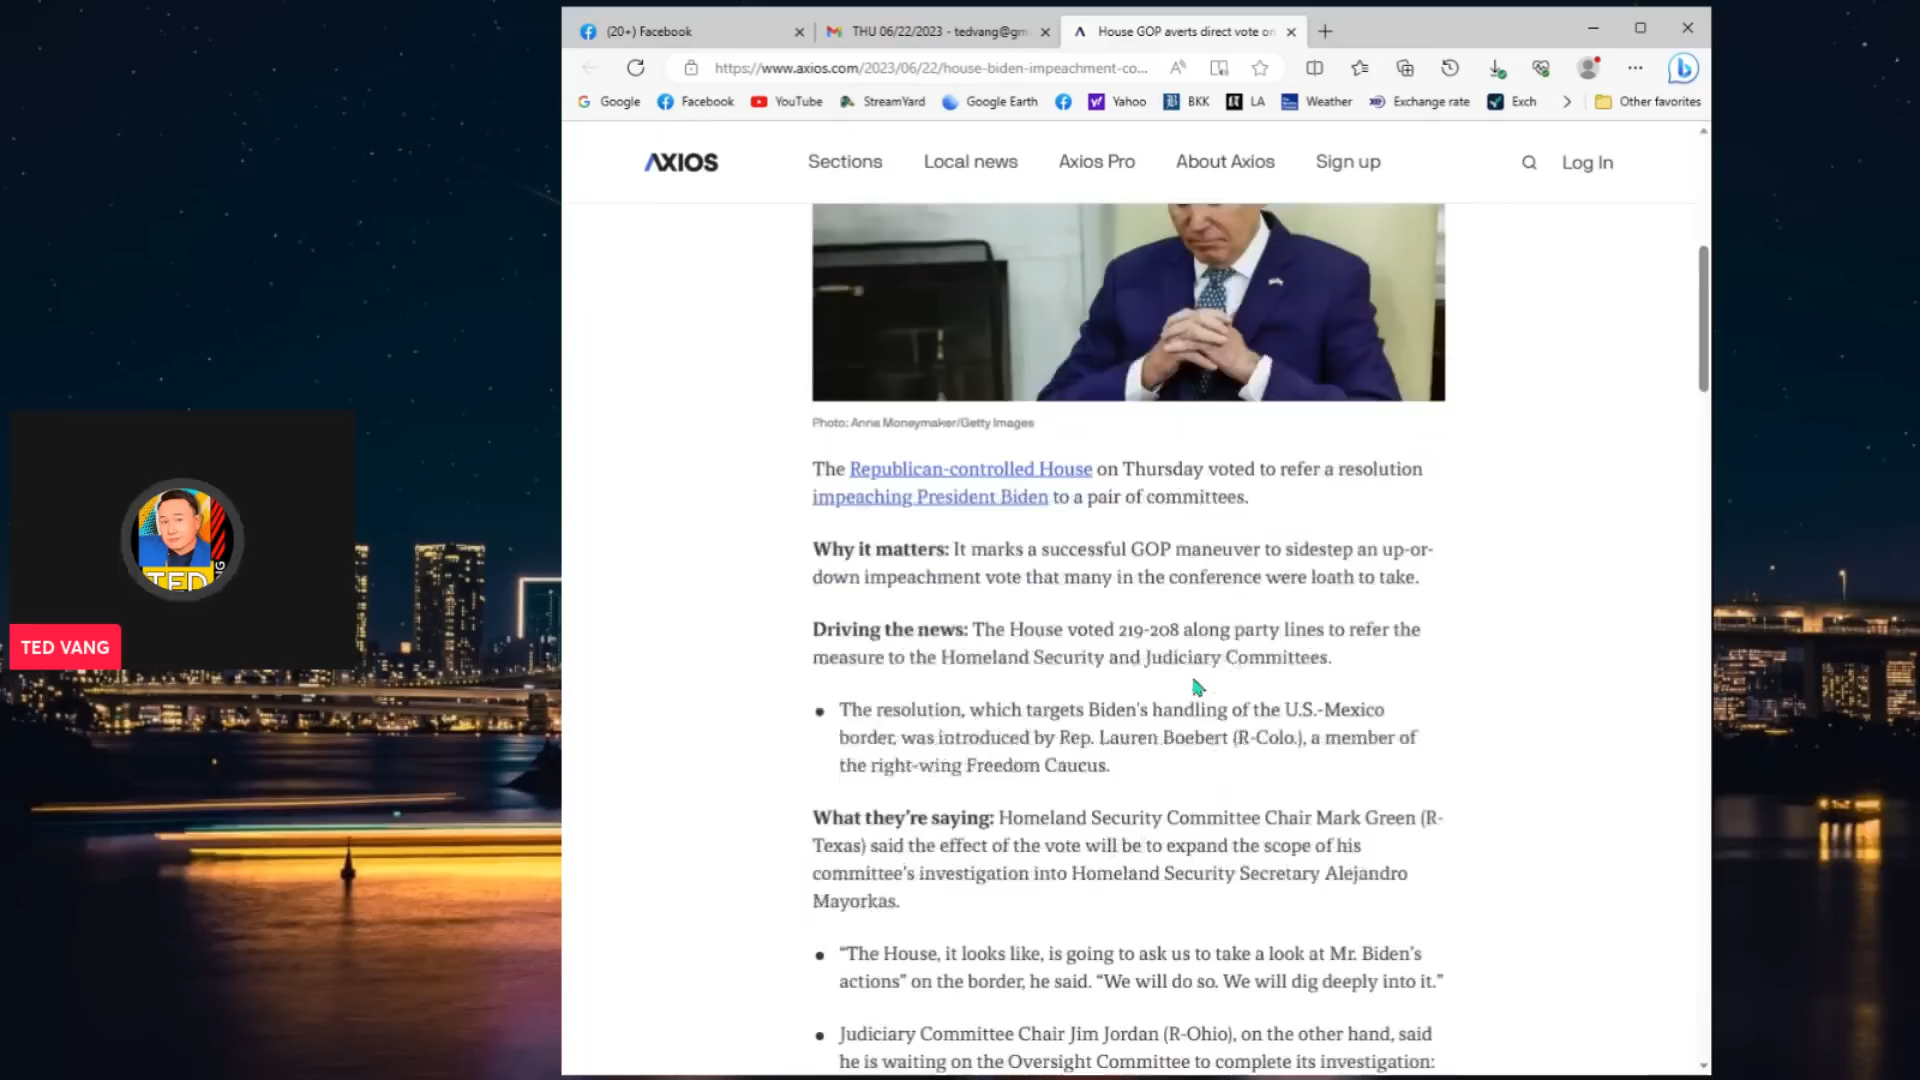 (20+) Facebook
THU 06/22/2023 - tedvang@gm
House GOP averts direct vote on
https://www.axios.com/2023/06/22/house-biden-impeachment-co...
Google
Facebook
YouTube
StreamYard
Google Earth
Yahoo
BKK
LA
Weather
Exchange rate
Exch
Other favorites
AXIOS
Sections
Local news
Axios Pro
About Axios
Sign up
Log In
Photo: Anna Moneymaker/Getty Images
The Republican-controlled House on Thursday voted to refer a resolution
impeaching President Biden to a pair of committees.
Why it matters: It marks a successful GOP maneuver to sidestep an up-or-
down impeachment vote that many in the conference were loath to take.
Driving the news: The House voted 219-208 along party lines to refer the
measure to the Homeland Security and Judiciary Committees.
The resolution, which targets Biden's handling of the U.S.-Mexico
border, was introduced by Rep. Lauren Boebert (R-Colo.), a member of
the right-wing Freedom Caucus.
What they’re saying: Homeland Security Committee Chair Mark Green (R-
Texas) said the effect of the vote will be to expand the scope of his
committee’s investigation into Homeland Security Secretary Alejandro
Mayorkas.
“The House, it looks like, is going to ask us to take a look at Mr. Biden’s
actions” on the border, he said. “We will do so. We will dig deeply into it.”
Judiciary Committee Chair Jim Jordan (R-Ohio), on the other hand, said
he is waiting on the Oversight Committee to complete its investigation:
TED
TED VANG